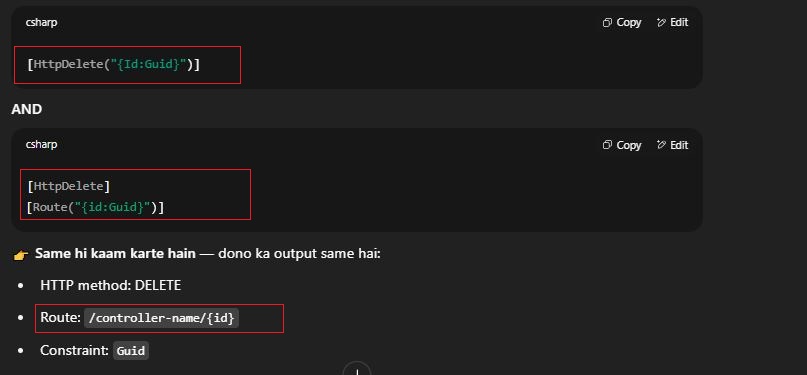 csharp Copy Edit
[HttpDelete("{Id:Guid}")]
AND
csharp Copy Edit
[HttpDelete]
[Route("{id:Guid}")]
👉 Same hi kaam karte hain — dono ka output same hai:
• HTTP method: DELETE
• Route: /controller-name/{id}
• Constraint: Guid